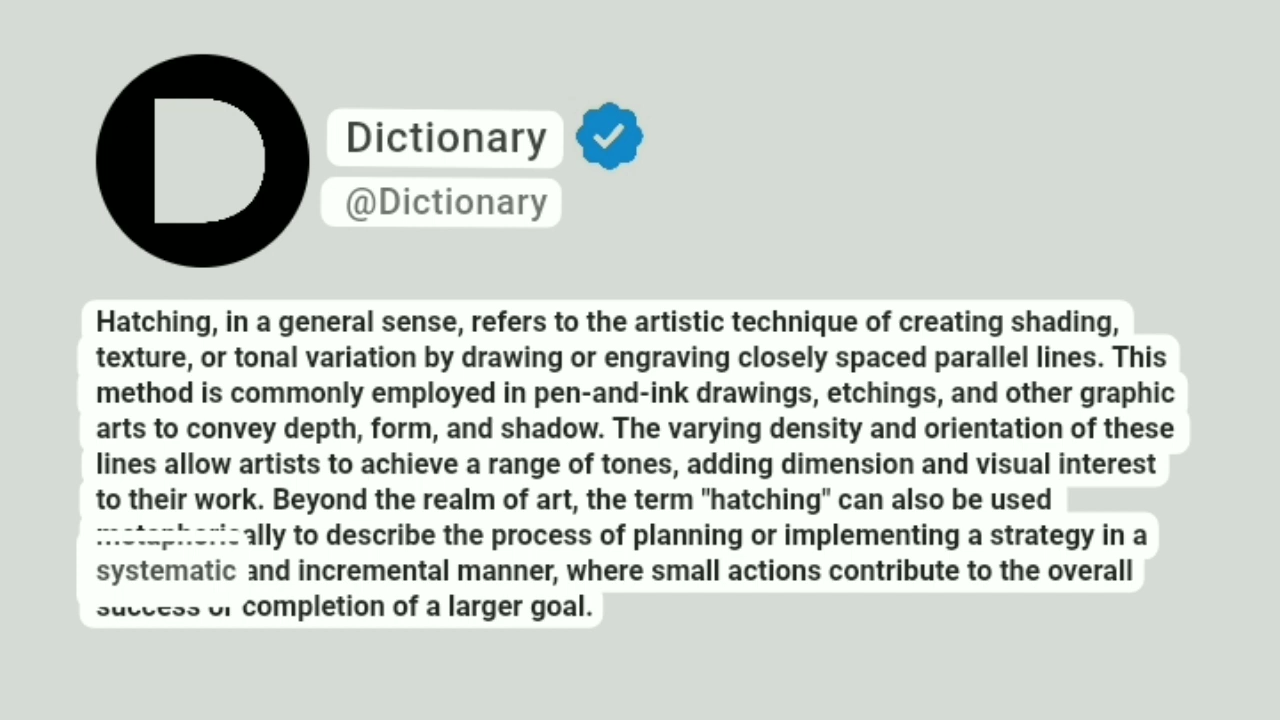 D
Dictionary
@Dictionary
Hatching, in a general sense, refers to the artistic technique of creating shading,
texture, or tonal variation by drawing or engraving closely spaced parallel lines. This
method is commonly employed in pen-and-ink drawings, etchings, and other graphic
arts to convey depth, form, and shadow. The varying density and orientation of these
lines allow artists to achieve a range of tones, adding dimension and visual interest
to their work. Beyond the realm of art, the term "hatching" can also be used
metaphorically to describe the process of planning or implementing a strategy in a
systematic and incremental manner, where small actions contribute to the overall
success or completion of a larger goal.